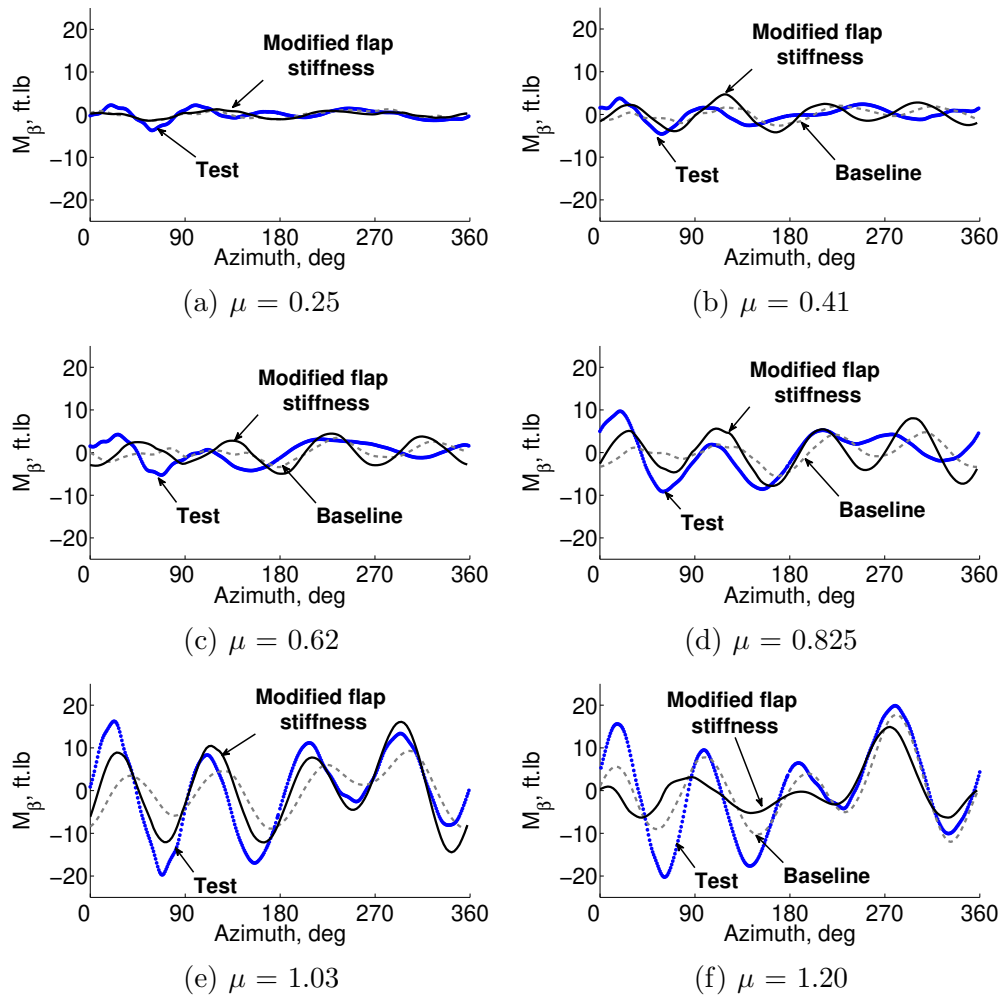 20
10
0
−10
−20
M_β, ft.lb
Modified flap
stiffness
Test
0 90 180 270 360
Azimuth, deg
(a) μ = 0.25
20
10
0
−10
−20
M_β, ft.lb
Modified flap
stiffness
Test
Baseline
0 90 180 270 360
Azimuth, deg
(b) μ = 0.41
20
10
0
−10
−20
M_β, ft.lb
Modified flap
stiffness
Test
Baseline
0 90 180 270 360
Azimuth, deg
(c) μ = 0.62
20
10
0
−10
−20
M_β, ft.lb
Modified flap
stiffness
Test
Baseline
0 90 180 270 360
Azimuth, deg
(d) μ = 0.825
20
10
0
−10
−20
M_β, ft.lb
Modified flap
stiffness
Test
0 90 180 270 360
Azimuth, deg
(e) μ = 1.03
20
10
0
−10
−20
M_β, ft.lb
Modified flap
stiffness
Test
Baseline
0 90 180 270 360
Azimuth, deg
(f) μ = 1.20